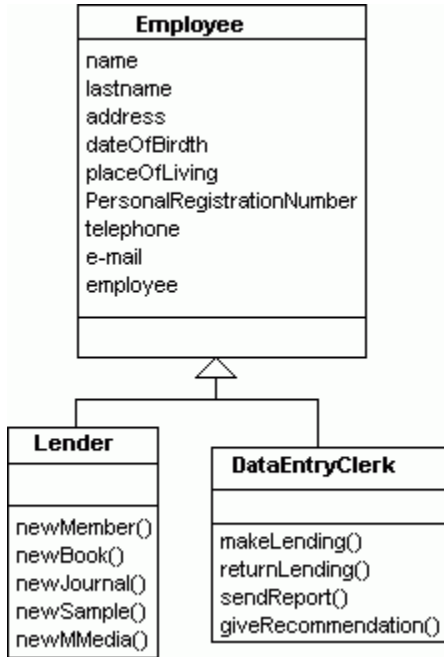 Employee
name
lastname
address
dateOfBirdth
placeOfLiving
PersonalRegistrationNumber
telephone
e-mail
employee
Lender
newMember()
newBook()
newJournal()
newSample()
newMMedia()
DataEntryClerk
makeLending()
returnLending()
sendReport()
giveRecommendation()